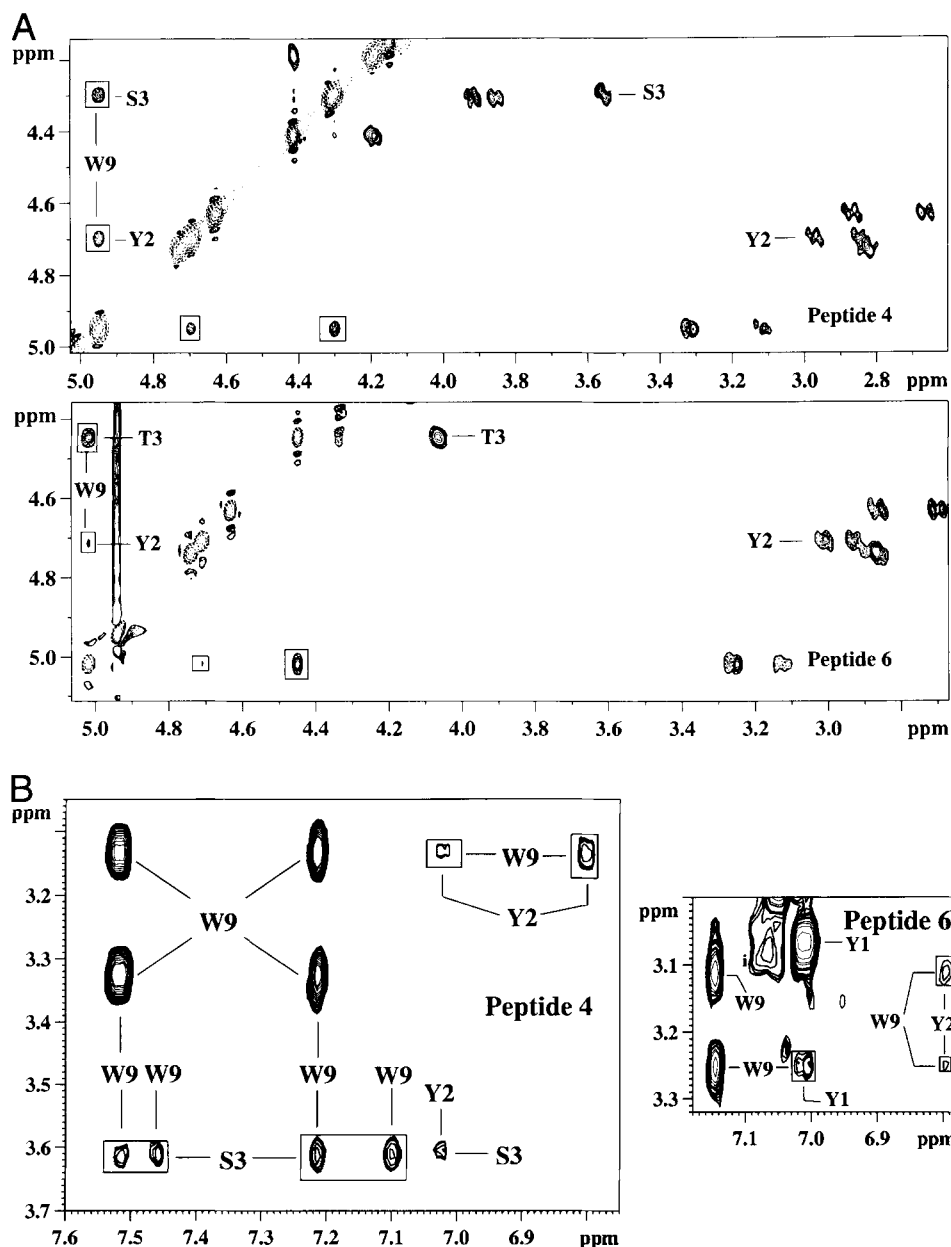 A
ppm
4.2
4.4
4.6
4.8
5.0
S3
W9
Y2
S3
Y2
Peptide 4
5.0 4.8 4.6 4.4 4.2 4.0 3.8 3.6 3.4 3.2 3.0 2.8 ppm
ppm
4.6
4.8
5.0
T3
W9
Y2
T3
Y2
Peptide 6
5.0 4.8 4.6 4.4 4.2 4.0 3.8 3.6 3.4 3.2 3.0 ppm
B
ppm
3.2
3.3
3.4
3.5
3.6
3.7
W9
W9
Y2
Peptide 4
W9 W9 W9 W9 Y2
S3 S3
7.6 7.5 7.4 7.3 7.2 7.1 7.0 6.9 ppm
ppm
3.1
3.2
3.3
Peptide 6
Y1
i
W9
W9
Y2
W9
Y1
7.1 7.0 6.9 ppm